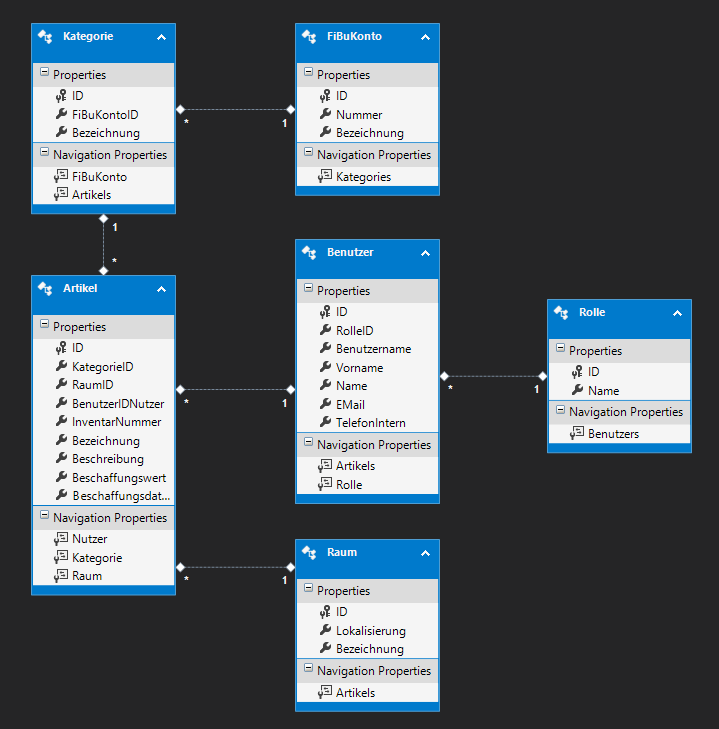 Kategorie
Properties
ID
FiBuKontoID
Bezeichnung
Navigation Properties
FiBuKonto
Artikels
* 1
FiBuKonto
Properties
ID
Nummer
Bezeichnung
Navigation Properties
Kategories
1
*
Artikel
Properties
ID
KategorieID
RaumID
BenutzerIDNutzer
InventarNummer
Bezeichnung
Beschreibung
Beschaffungswert
Beschaffungsdat...
Navigation Properties
Nutzer
Kategorie
Raum
* 1
Benutzer
Properties
ID
RolleID
Benutzername
Vorname
Name
EMail
TelefonIntern
Navigation Properties
Artikels
Rolle
* 1
Rolle
Properties
ID
Name
Navigation Properties
Benutzers
* 1
Raum
Properties
ID
Lokalisierung
Bezeichnung
Navigation Properties
Artikels